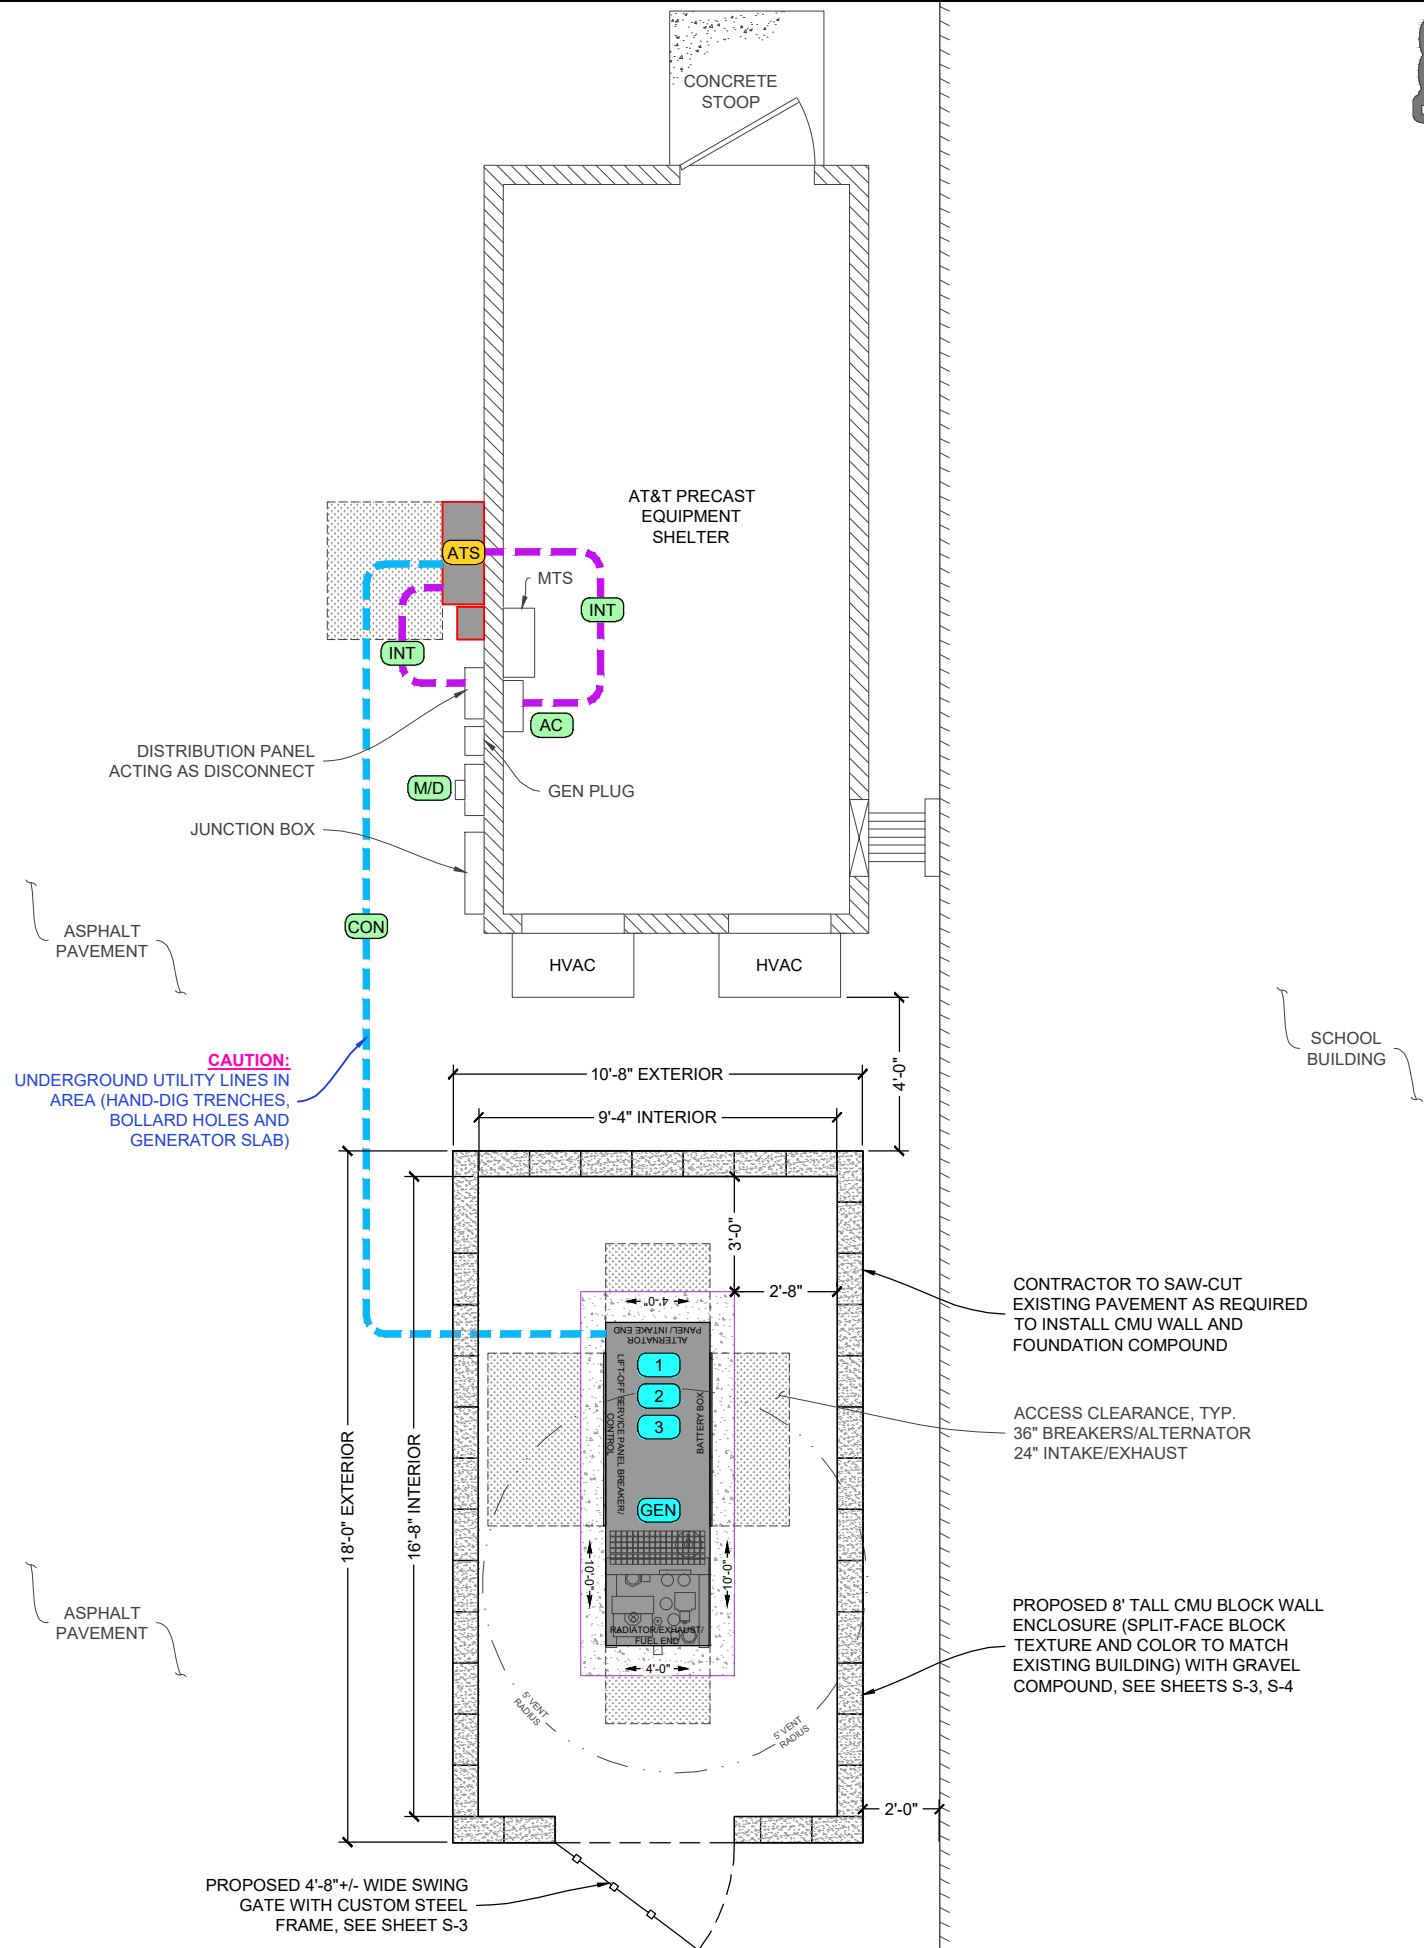 CONCRETE
STOOP
AT&T PRECAST
EQUIPMENT
SHELTER
ATS
MTS
INT
INT
AC
DISTRIBUTION PANEL
ACTING AS DISCONNECT
M/D
GEN PLUG
JUNCTION BOX
CON
ASPHALT
PAVEMENT
HVAC
HVAC
SCHOOL
BUILDING
4'-0"
CAUTION:
UNDERGROUND UTILITY LINES IN
AREA (HAND-DIG TRENCHES,
BOLLARD HOLES AND
GENERATOR SLAB)
10'-8" EXTERIOR
9'-4" INTERIOR
3'-0"
2'-8"
18'-0" EXTERIOR
16'-8" INTERIOR
4'-0"
ALTERNATOR
PANEL/ INTAKE END
1
2
3
LIFT-OFF SERVICE PANEL BREAKER/
CONTROL
BATTERY BOX
GEN
10'-0"
10'-0"
RADIATOR/EXHAUST/
FUEL END
4'-0"
5' VENT
RADIUS
5' VENT
RADIUS
CONTRACTOR TO SAW-CUT
EXISTING PAVEMENT AS REQUIRED
TO INSTALL CMU WALL AND
FOUNDATION COMPOUND
ACCESS CLEARANCE, TYP.
36" BREAKERS/ALTERNATOR
24" INTAKE/EXHAUST
ASPHALT
PAVEMENT
PROPOSED 8' TALL CMU BLOCK WALL
ENCLOSURE (SPLIT-FACE BLOCK
TEXTURE AND COLOR TO MATCH
EXISTING BUILDING) WITH GRAVEL
COMPOUND, SEE SHEETS S-3, S-4
2'-0"
PROPOSED 4'-8"+/- WIDE SWING
GATE WITH CUSTOM STEEL
FRAME, SEE SHEET S-3